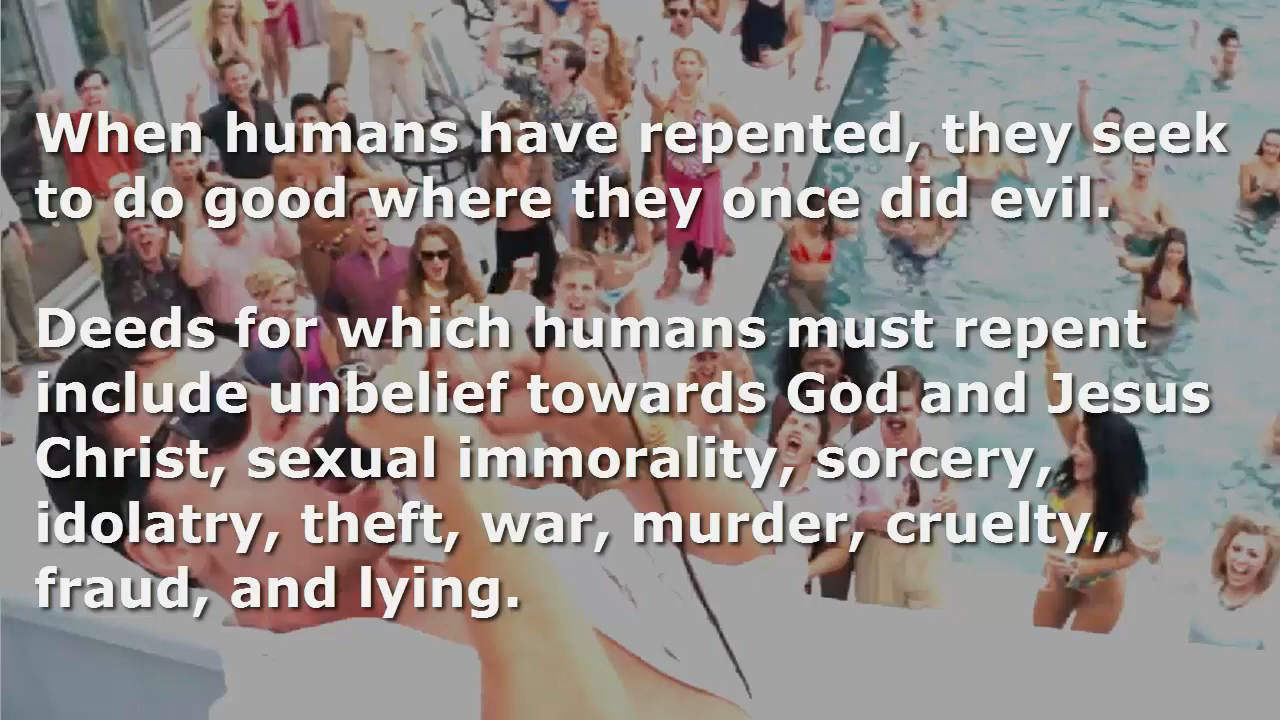 When humans have repented, they seek
to do good where they once did evil.
Deeds for which humans must repent
include unbelief towards God and Jesus
Christ, sexual immorality, sorcery,
idolatry, theft, war, murder, cruelty,
fraud, and lying.